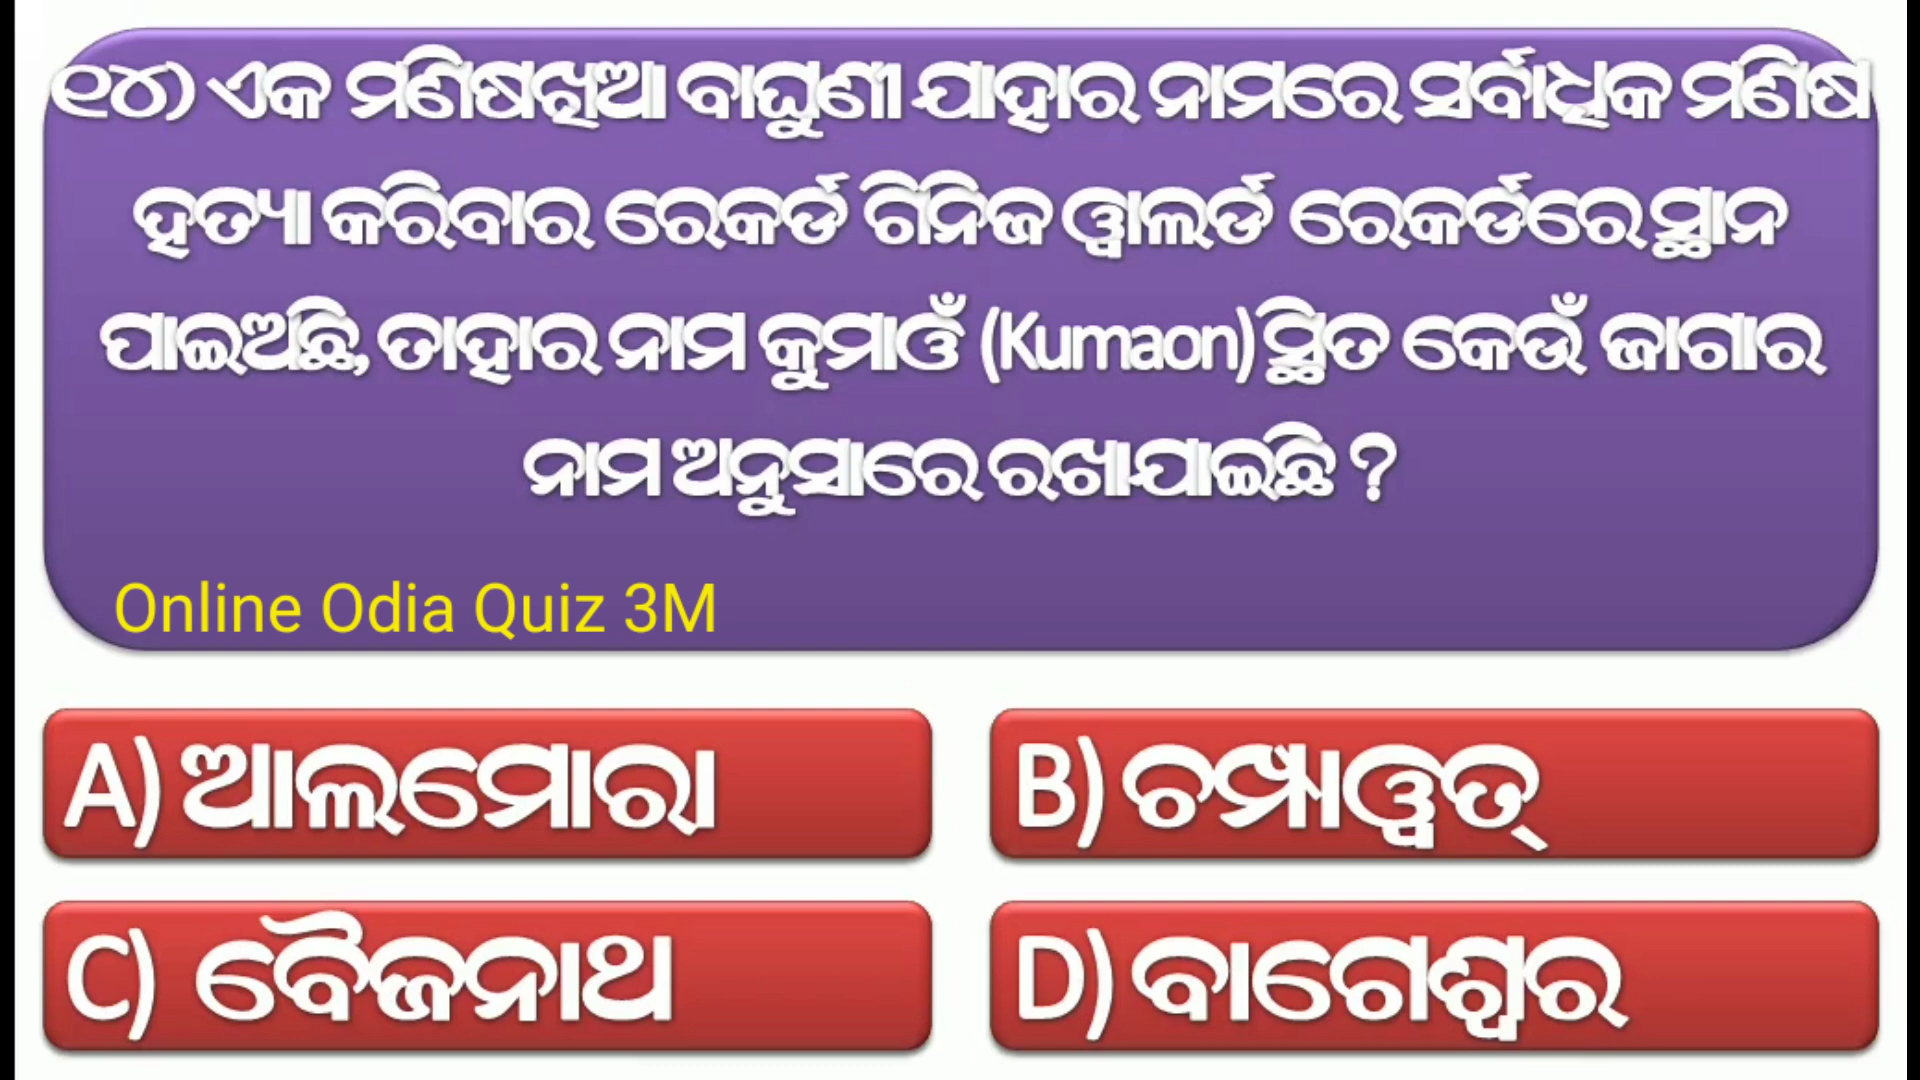 ୧୪) ଏକ ମଣିଷଖିଆ ବାଘୁଣୀ ଯାହାର ନାମରେ ସର୍ବାଧିକ ମଣିଷ
ହତ୍ୟା କରିବାର ରେକର୍ଡ ଗିନିଜ ୱାଲର୍ଡ ରେକର୍ଡରେ ସ୍ଥାନ
ପାଇଅଛି, ତାହାର ନାମ କୁମାଓଁ (Kumaon) ସ୍ଥିତ କେଉଁ ଜାଗାର
ନାମ ଅନୁସାରେ ରଖାଯାଇଛି ?
Online Odia Quiz 3M
A) ଆଲମୋରା
B) ଚମ୍ପାୱତ୍
C) ବୈଜନାଥ
D) ବାଗେଶ୍ୱର